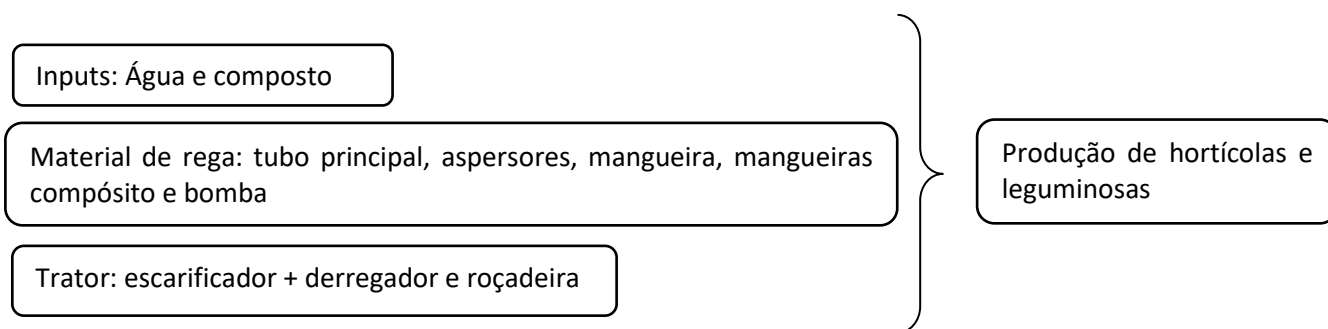 Inputs: Água e composto
Material de rega: tubo principal, aspersores, mangueira, mangueiras
compósito e bomba
Trator: escarificador + derregador e roçadeira
Produção de hortícolas e
leguminosas